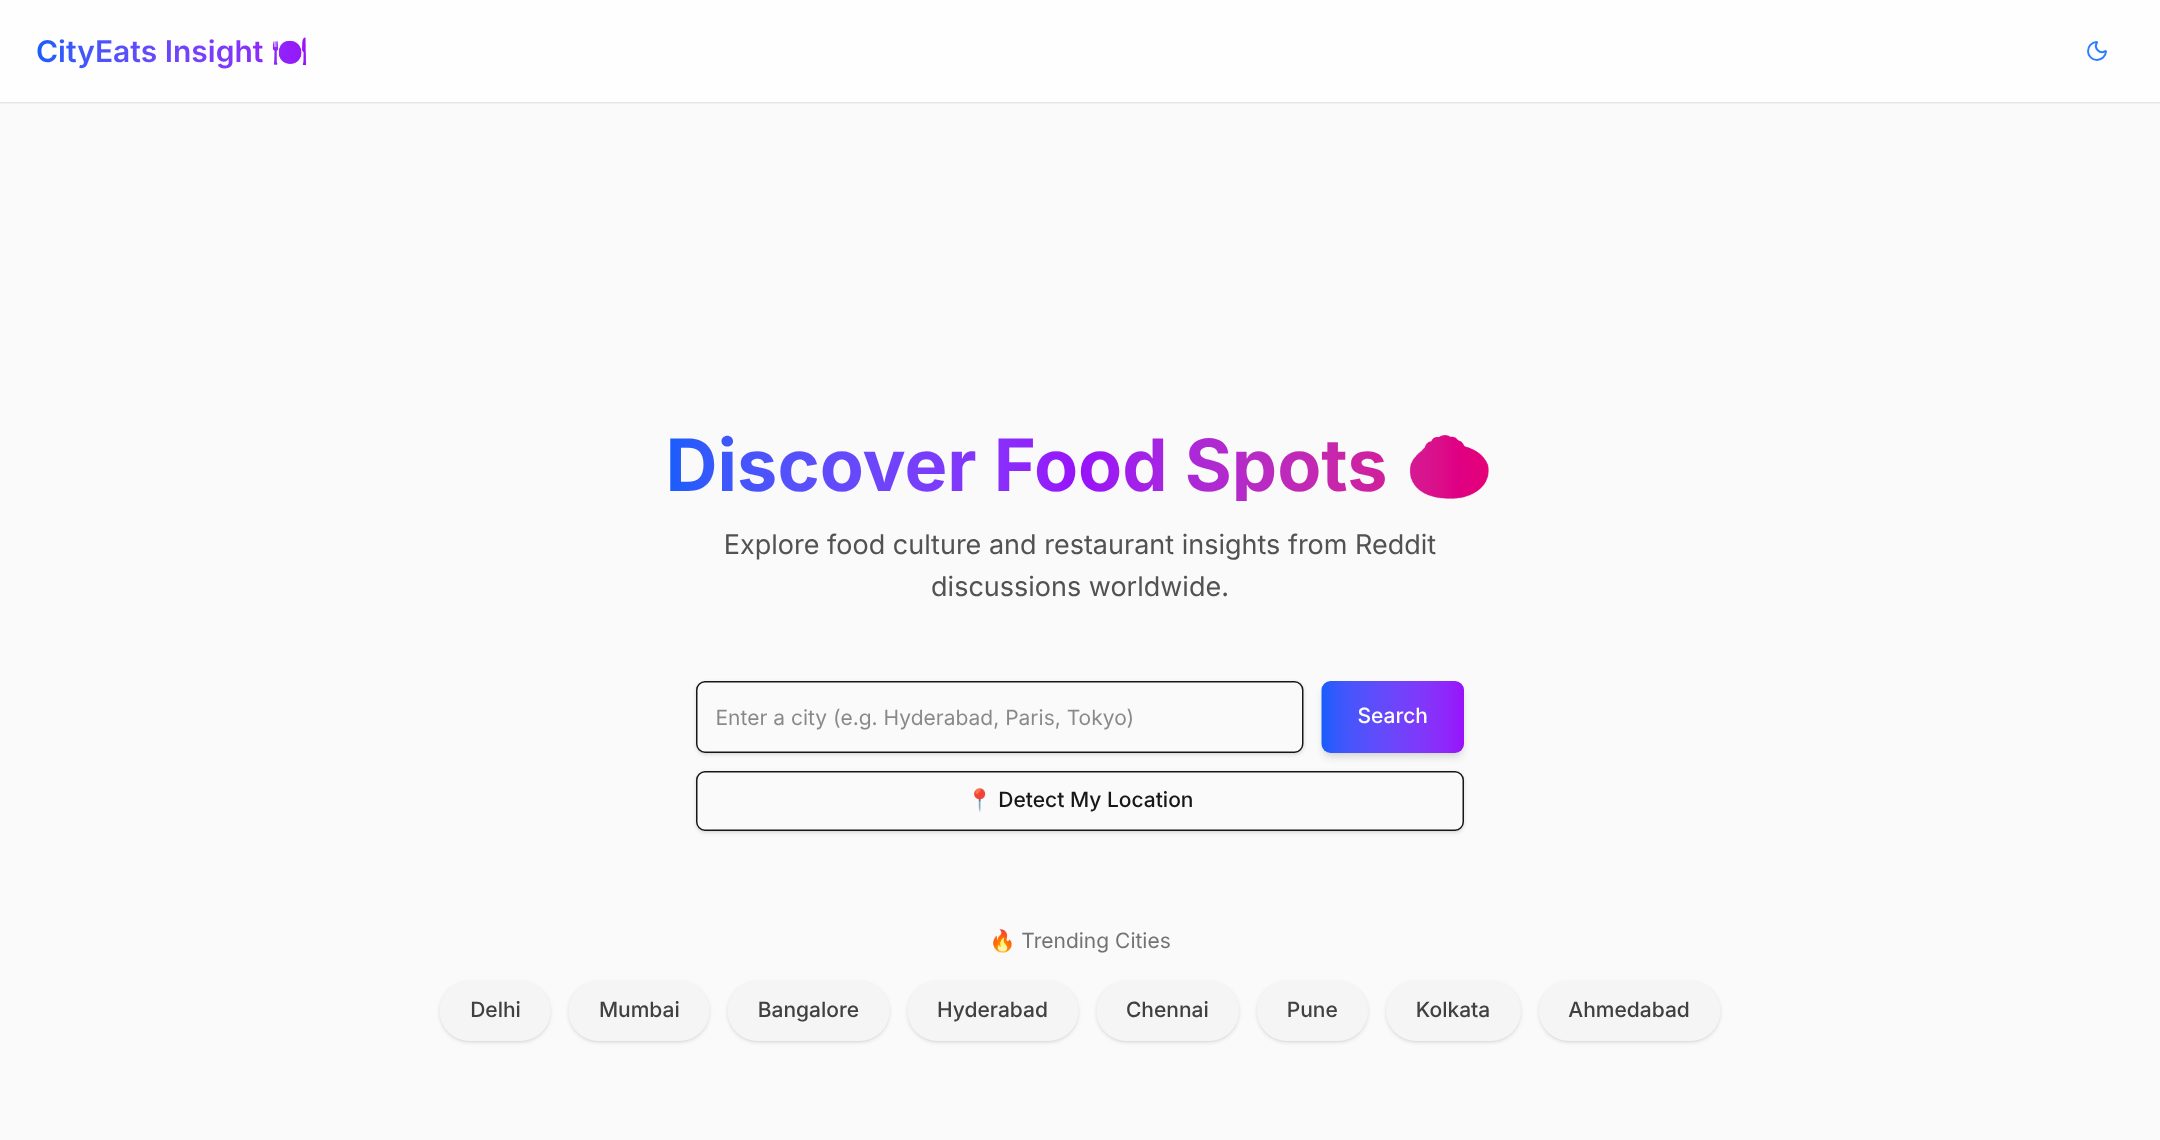 CityEats Insight 🍽
Discover Food Spots 🍛
Explore food culture and restaurant insights from Reddit
discussions worldwide.
Enter a city (e.g. Hyderabad, Paris, Tokyo)
Search
📍 Detect My Location
🔥 Trending Cities
Delhi
Mumbai
Bangalore
Hyderabad
Chennai
Pune
Kolkata
Ahmedabad